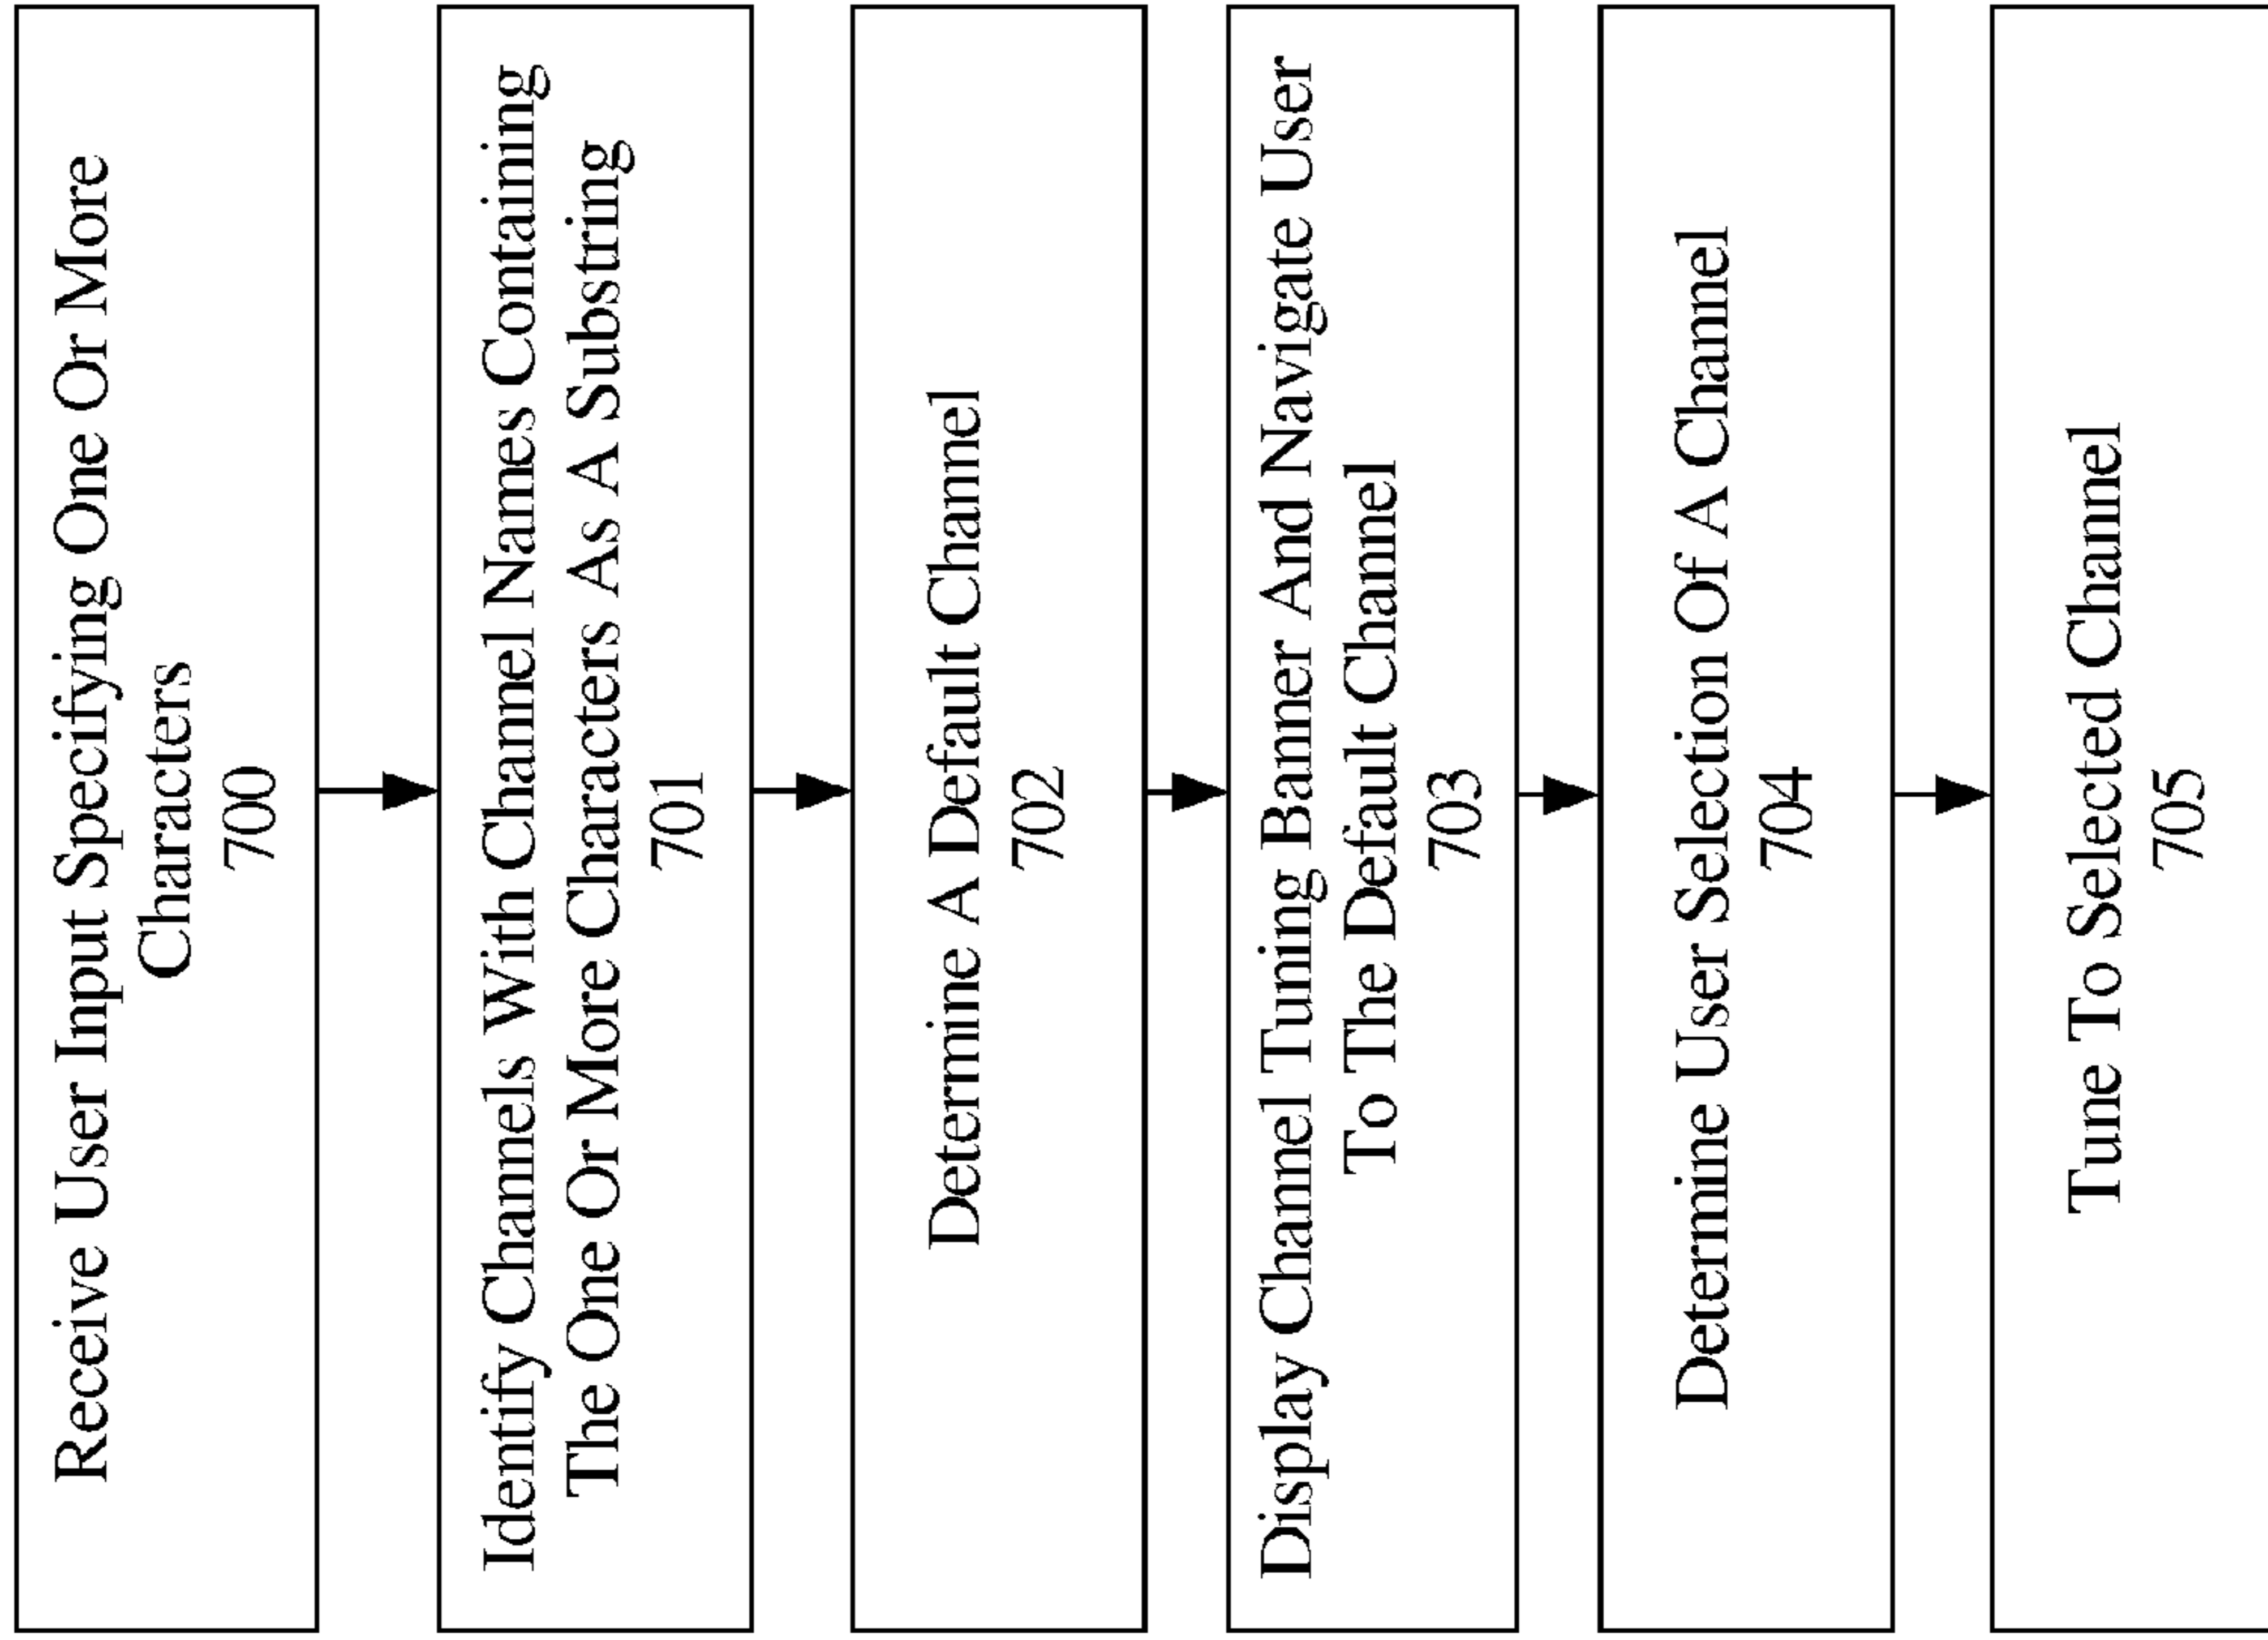 Receive User Input Specifying One Or More
Characters
700
Identify Channels With Channel Names Containing
The One Or More Characters As A Substring
701
Determine A Default Channel
702
Display Channel Tuning Banner And Navigate User
To The Default Channel
703
Determine User Selection Of A Channel
704
Tune To Selected Channel
705